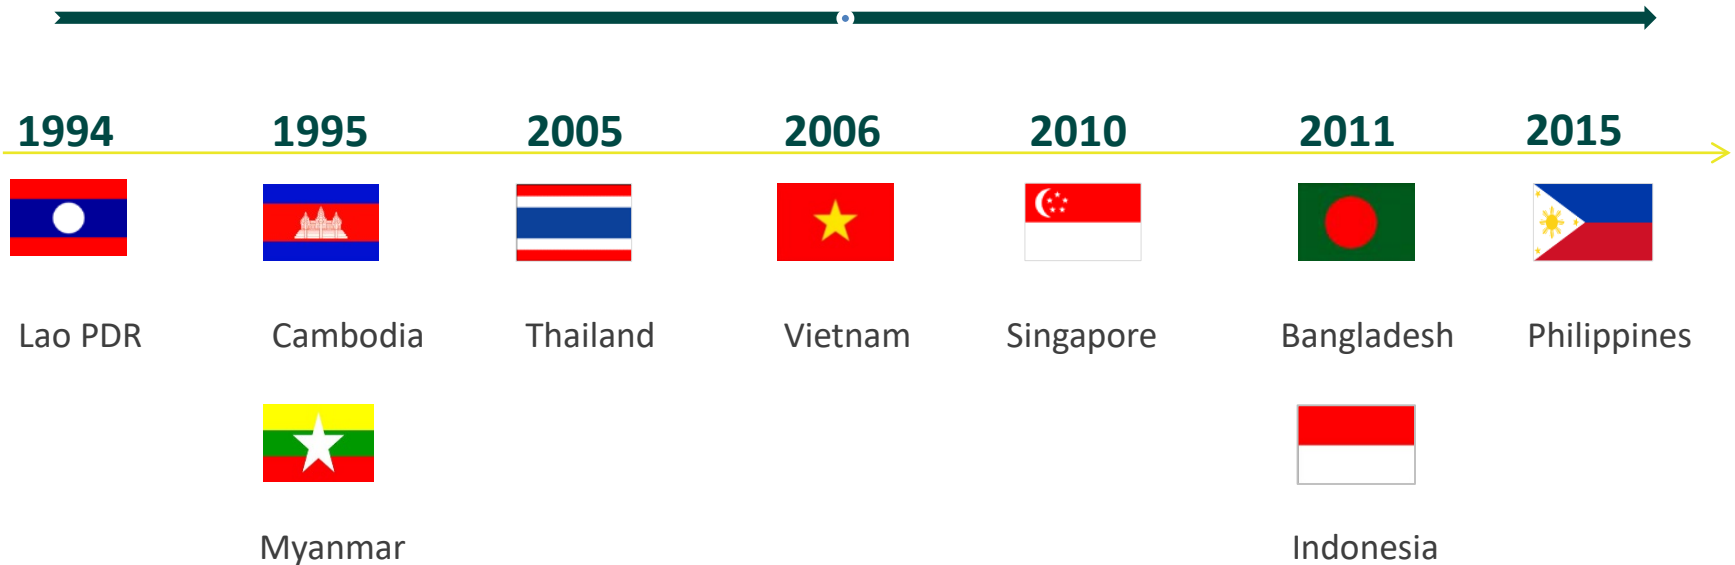 1994 1995 2005 2006 2010 2011 2015
Lao PDR Cambodia Thailand Vietnam Singapore Bangladesh Philippines
Myanmar Indonesia